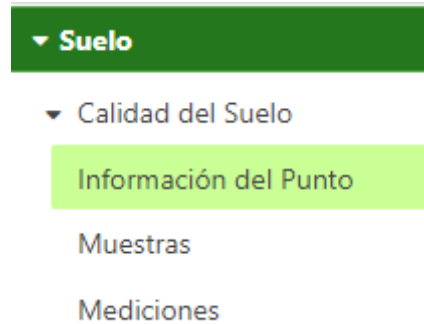 Suelo
Calidad del Suelo
Información del Punto
Muestras
Mediciones